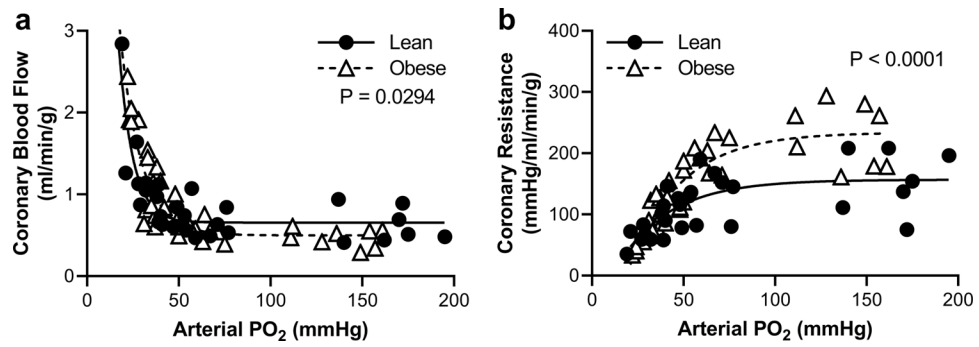 a
Coronary Blood Flow
(ml/min/g)
3
2
1
0
Lean
Obese
P = 0.0294
0 50 100 150 200
Arterial PO₂ (mmHg)
b
Coronary Resistance
(mmHg/ml/min/g)
400
300
200
100
0
Lean
Obese
P < 0.0001
0 50 100 150 200
Arterial PO₂ (mmHg)